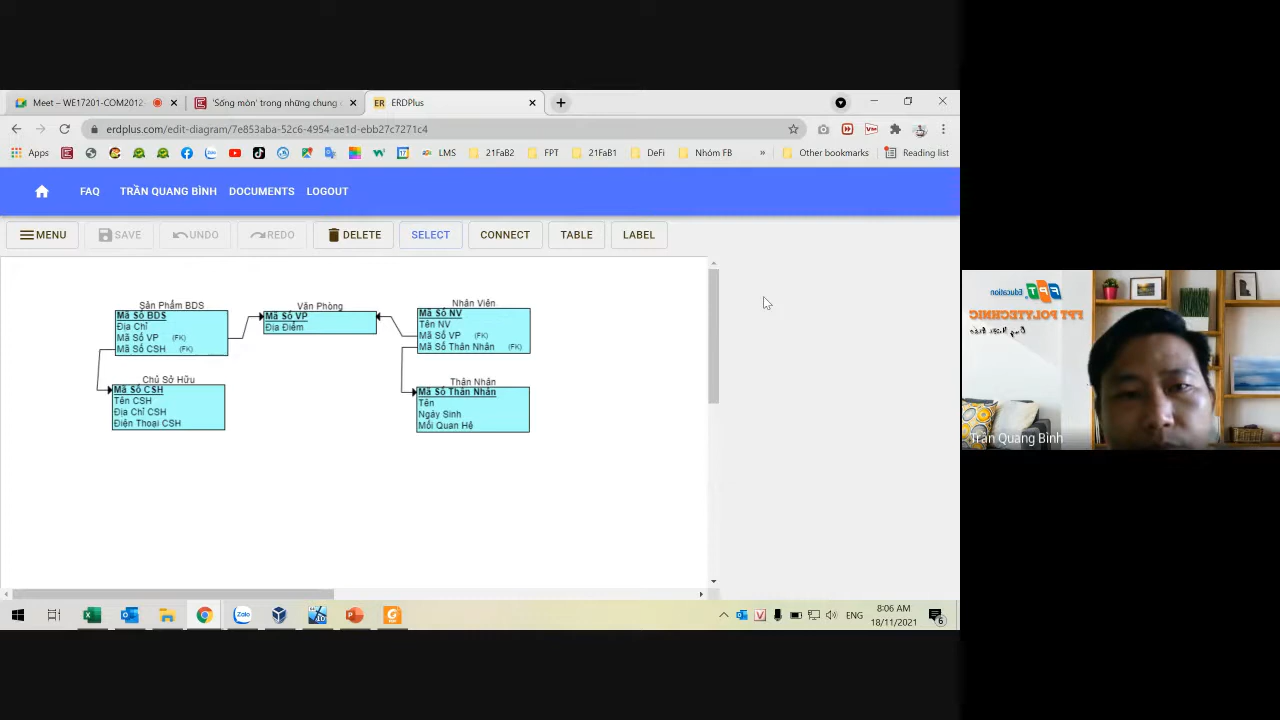 Meet – WE17201-COM2012-
'Sống mòn' trong những chung c
ER
ERDPlus
erdplus.com/edit-diagram/7e853aba-52c6-4954-ae1d-ebb27c7271c4
Apps
LMS
21FaB2
FPT
21FaB1
DeFi
Nhóm FB
»
Other bookmarks
Reading list
FAQ
TRẦN QUANG BÌNH
DOCUMENTS
LOGOUT
MENU
SAVE
UNDO
REDO
DELETE
SELECT
CONNECT
TABLE
LABEL
Sản Phẩm BDS
Mã Số BDS
Địa Chỉ
Mã Số VP (FK)
Mã Số CSH (FK)
Văn Phòng
Mã Số VP
Địa Điểm
Nhân Viên
Mã Số NV
Tên NV
Mã Số VP (FK)
Mã Số Thân Nhân (FK)
Chủ Sở Hữu
Mã Số CSH
Tên CSH
Địa Chỉ CSH
Điện Thoại CSH
Thân Nhân
Mã Số Thân Nhân
Tên
Ngày Sinh
Mối Quan Hệ
FPT Education
FPT POLYTECHNIC
Trần Quang Bình
Zalo
ENG
8:06 AM
18/11/2021
6